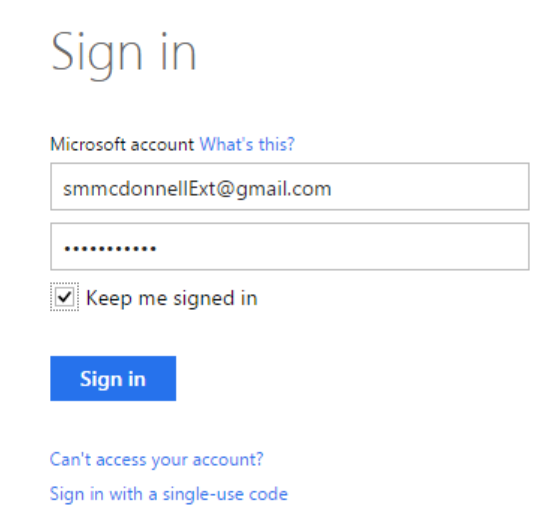 Sign in
Microsoft account What's this?
smmcdonnellExt@gmail.com
•••••••••••
Keep me signed in
Sign in
Can't access your account?
Sign in with a single-use code